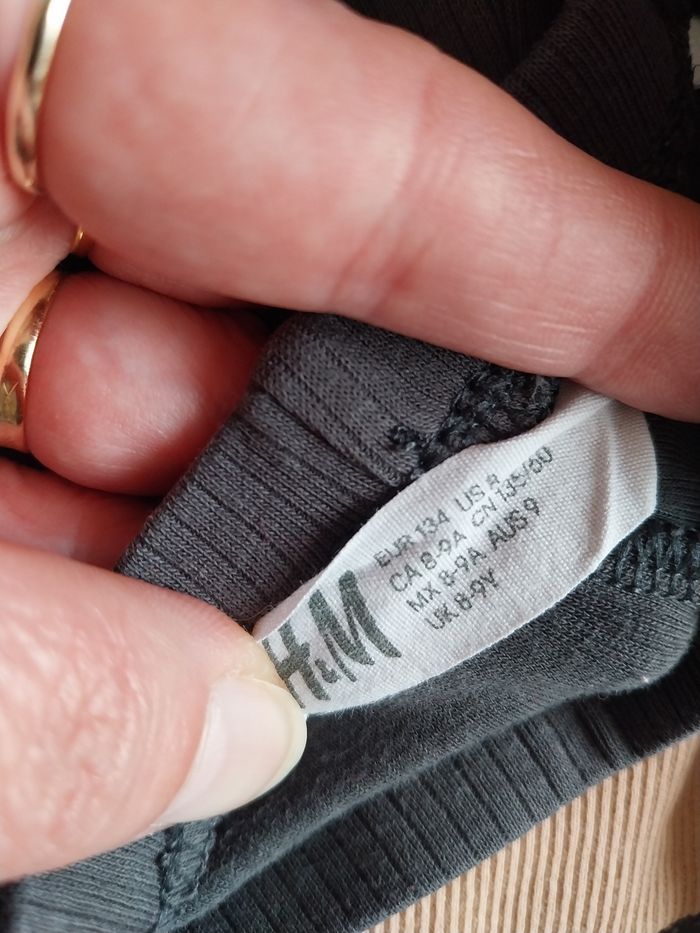 H&M
EUR 134 US 8
CA 8-9A CN 135/60
MX 8-9A AUS 9
UK 8-9Y